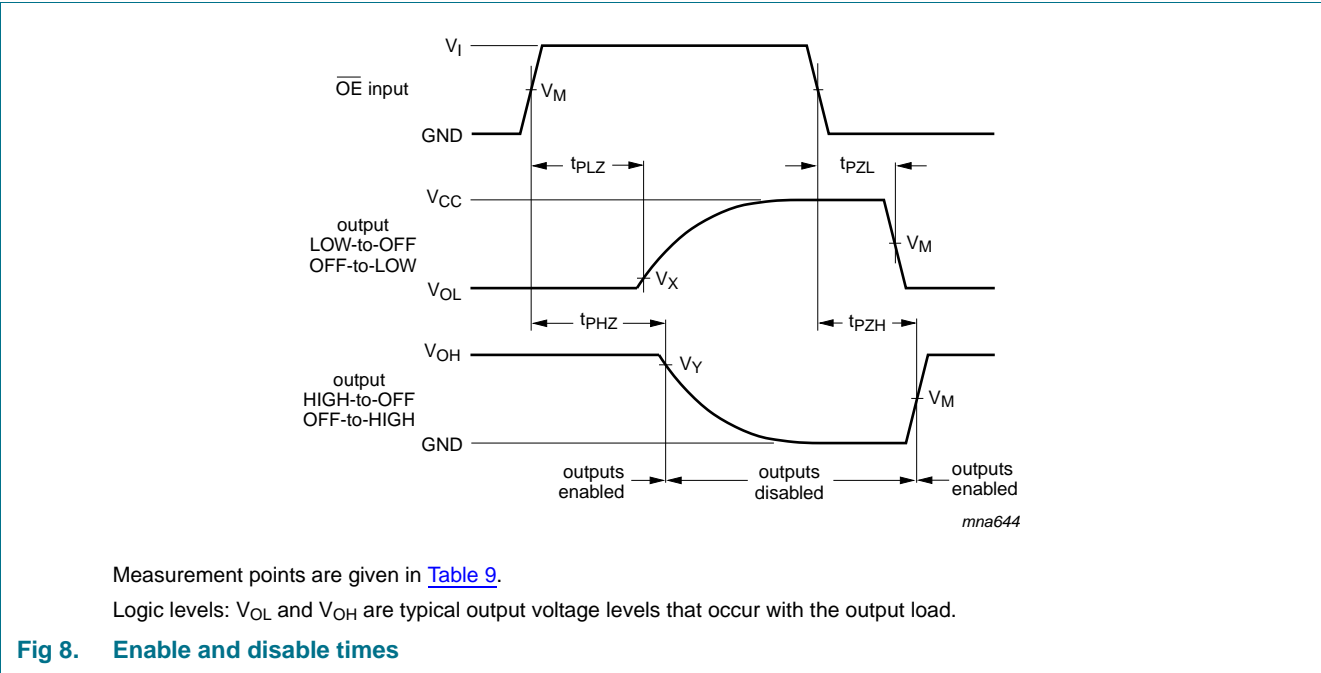 V_I
OE input
V_M
GND
t_PLZ
t_PZL
V_CC
output
LOW-to-OFF
OFF-to-LOW
V_M
V_X
V_OL
t_PHZ
t_PZH
V_OH
output
HIGH-to-OFF
OFF-to-HIGH
V_Y
V_M
GND
outputs
enabled
outputs
disabled
outputs
enabled
mna644
Measurement points are given in Table 9.
Logic levels: V_OL and V_OH are typical output voltage levels that occur with the output load.
Fig 8. Enable and disable times